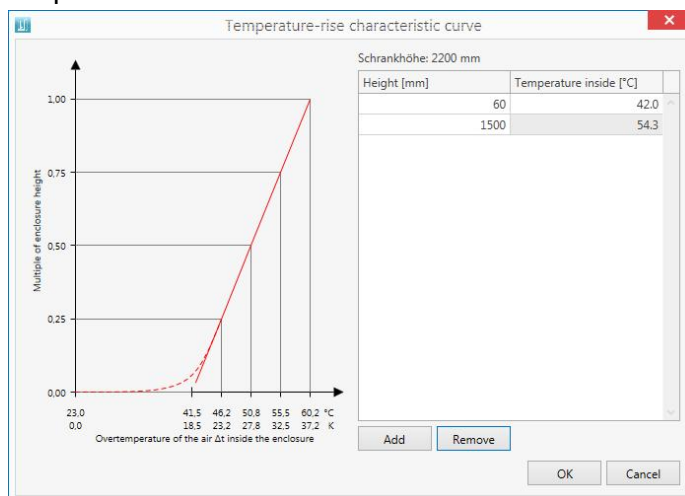 Temperature-rise characteristic curve
Schrankhöhe: 2200 mm
Height [mm] Temperature inside [°C]
60 42.0
1500 54.3
Multiple of enclosure height
1,00
0,75
0,50
0,25
0,00
23,0 41,5 46,2 50,8 55,5 60,2 °C
0,0 18,5 23,2 27,8 32,5 37,2 K
Overtemperature of the air Δt inside the enclosure
Add Remove
OK Cancel